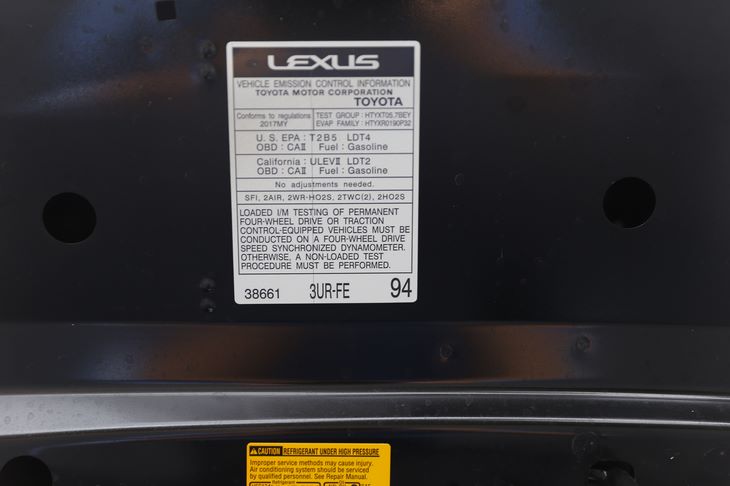 LEXUS
VEHICLE EMISSION CONTROL INFORMATION
TOYOTA MOTOR CORPORATION
TOYOTA
Conforms to regulations TEST GROUP : HTYXT05.7BEY
2017MY EVAP FAMILY : HTYXR0190P32
U. S. EPA : T2B5 LDT4
OBD : CAⅡ Fuel : Gasoline
California : ULEVⅡ LDT2
OBD : CAⅡ Fuel : Gasoline
No adjustments needed.
SFI, 2AIR, 2WR-HO2S, 2TWC(2), 2HO2S
LOADED I/M TESTING OF PERMANENT
FOUR-WHEEL DRIVE OR TRACTION
CONTROL-EQUIPPED VEHICLES MUST BE
CONDUCTED ON A FOUR-WHEEL DRIVE
SPEED SYNCHRONIZED DYNAMOMETER.
OTHERWISE, A NON-LOADED TEST
PROCEDURE MUST BE PERFORMED.
38661 3UR-FE 94
CAUTION REFRIGERANT UNDER HIGH PRESSURE
Improper service methods may cause injury.
Air conditioning system should be serviced
by qualified personnel. See Repair Manual.
Refrigerant